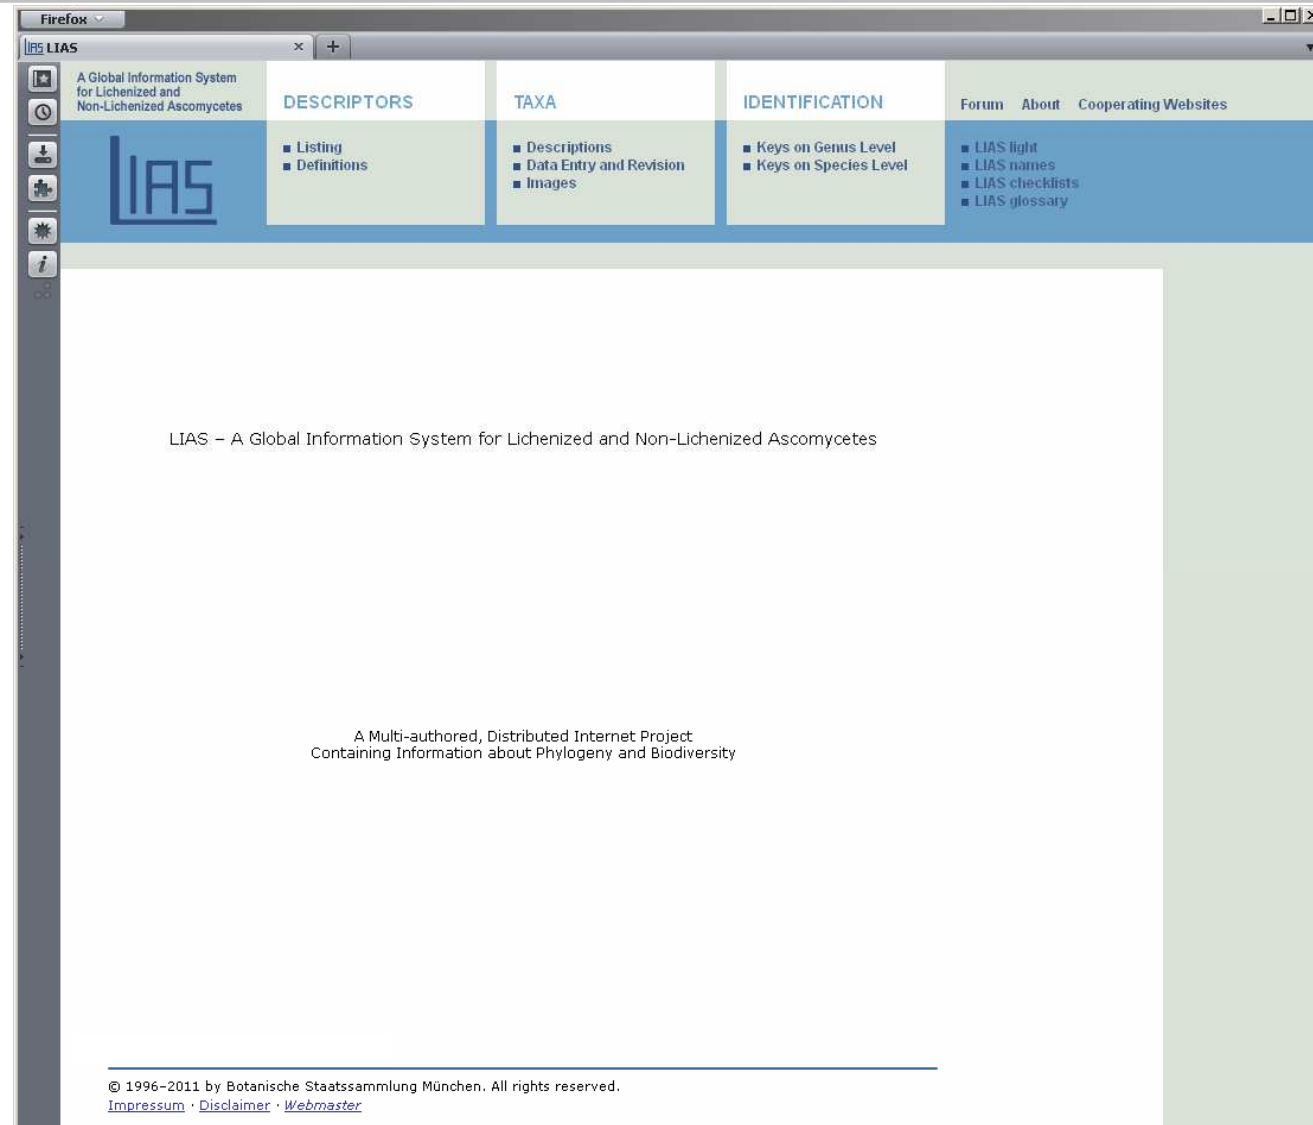 Firefox
LIAS LIAS
A Global Information System
for Lichenized and
Non-Lichenized Ascomycetes
DESCRIPTORS
TAXA
IDENTIFICATION
Forum About Cooperating Websites
LIAS
Listing
Definitions
Descriptions
Data Entry and Revision
Images
Keys on Genus Level
Keys on Species Level
LIAS light
LIAS names
LIAS checklists
LIAS glossary
LIAS – A Global Information System for Lichenized and Non-Lichenized Ascomycetes
A Multi-authored, Distributed Internet Project
Containing Information about Phylogeny and Biodiversity
© 1996–2011 by Botanische Staatssammlung München. All rights reserved.
Impressum · Disclaimer · Webmaster